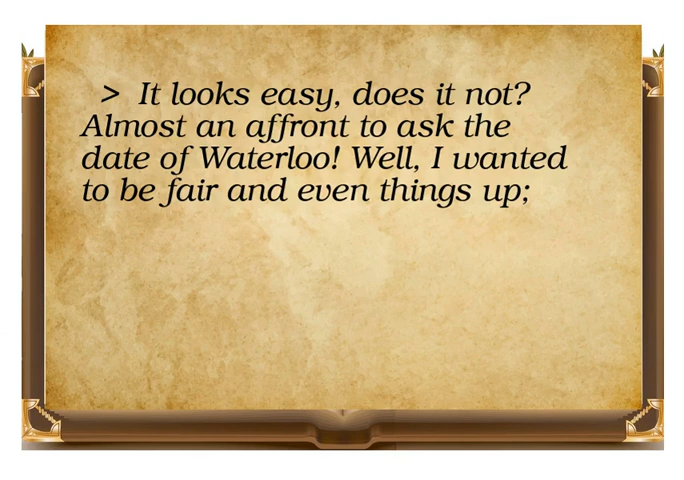 > It looks easy, does it not?
Almost an affront to ask the
date of Waterloo! Well, I wanted
to be fair and even things up;